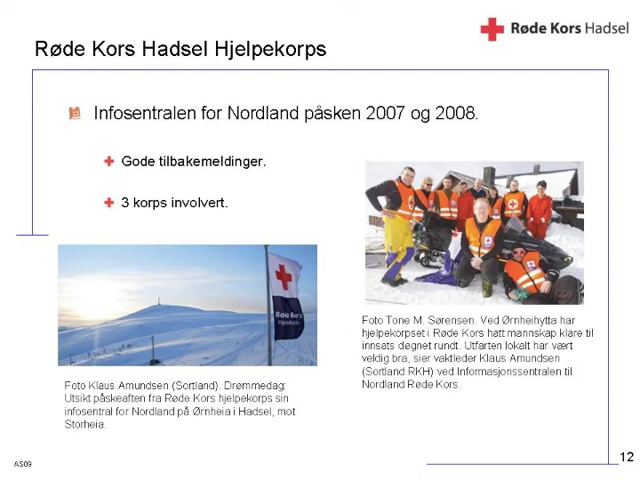 Røde Kors Hadsel
Røde Kors Hadsel Hjelpekorps
Infosentralen for Nordland påsken 2007 og 2008.
Gode tilbakemeldinger.
3 korps involvert.
Røde Kors
Foto Tone M. Sørensen. Ved Ørnheihytta har
hjelpekorpset i Røde Kors hatt mannskap klare til
innsats døgnet rundt. Utfarten lokalt har vært
veldig bra, sier vaktleder Klaus Amundsen
(Sortland RKH) ved Informasjonssentralen til
Nordland Røde Kors.
Foto Klaus Amundsen (Sortland). Drømmedag:
Utsikt påskeaften fra Røde Kors hjelpekorps sin
infosentral for Nordland på Ørnheia i Hadsel, mot
Storheia.
AS09
12